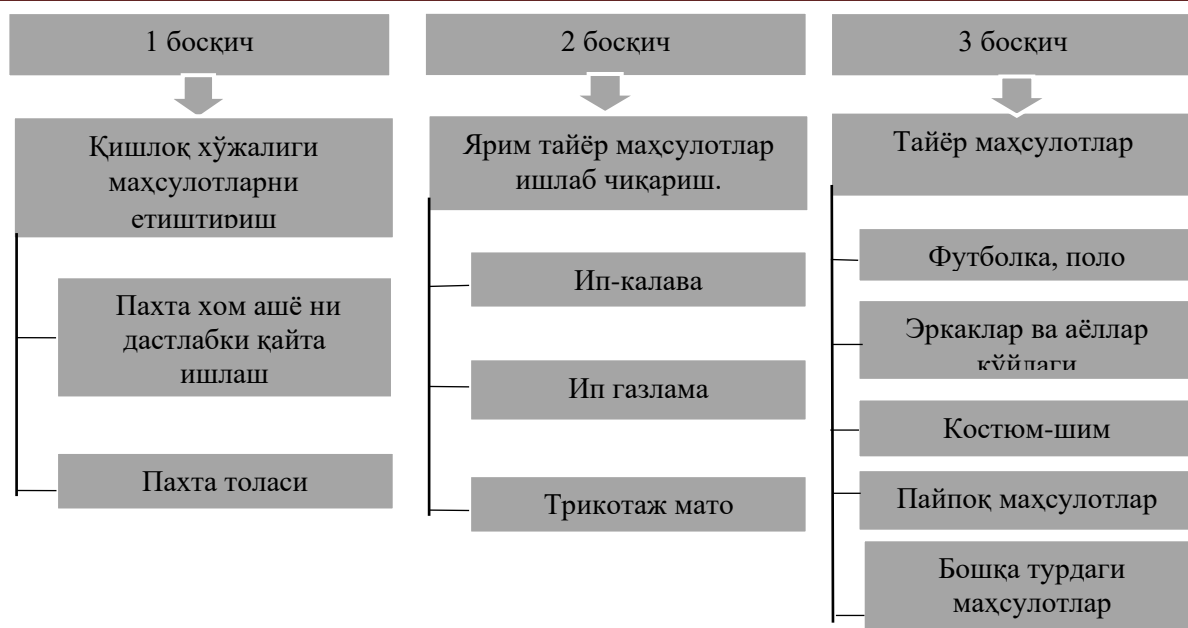 1 босқич
Қишлоқ хўжалиги
маҳсулотларни
етиштириш
Пахта хом ашё ни
дастлабки қайта
ишлаш
Пахта толаси
2 босқич
Ярим тайёр маҳсулотлар
ишлаб чиқариш.
Ип-калава
Ип газлама
Трикотаж мато
3 босқич
Тайёр маҳсулотлар
Футболка, поло
Эркаклар ва аёллар
кўйлаги
Костюм-шим
Пайпоқ маҳсулотлар
Бошқа турдаги
маҳсулотлар